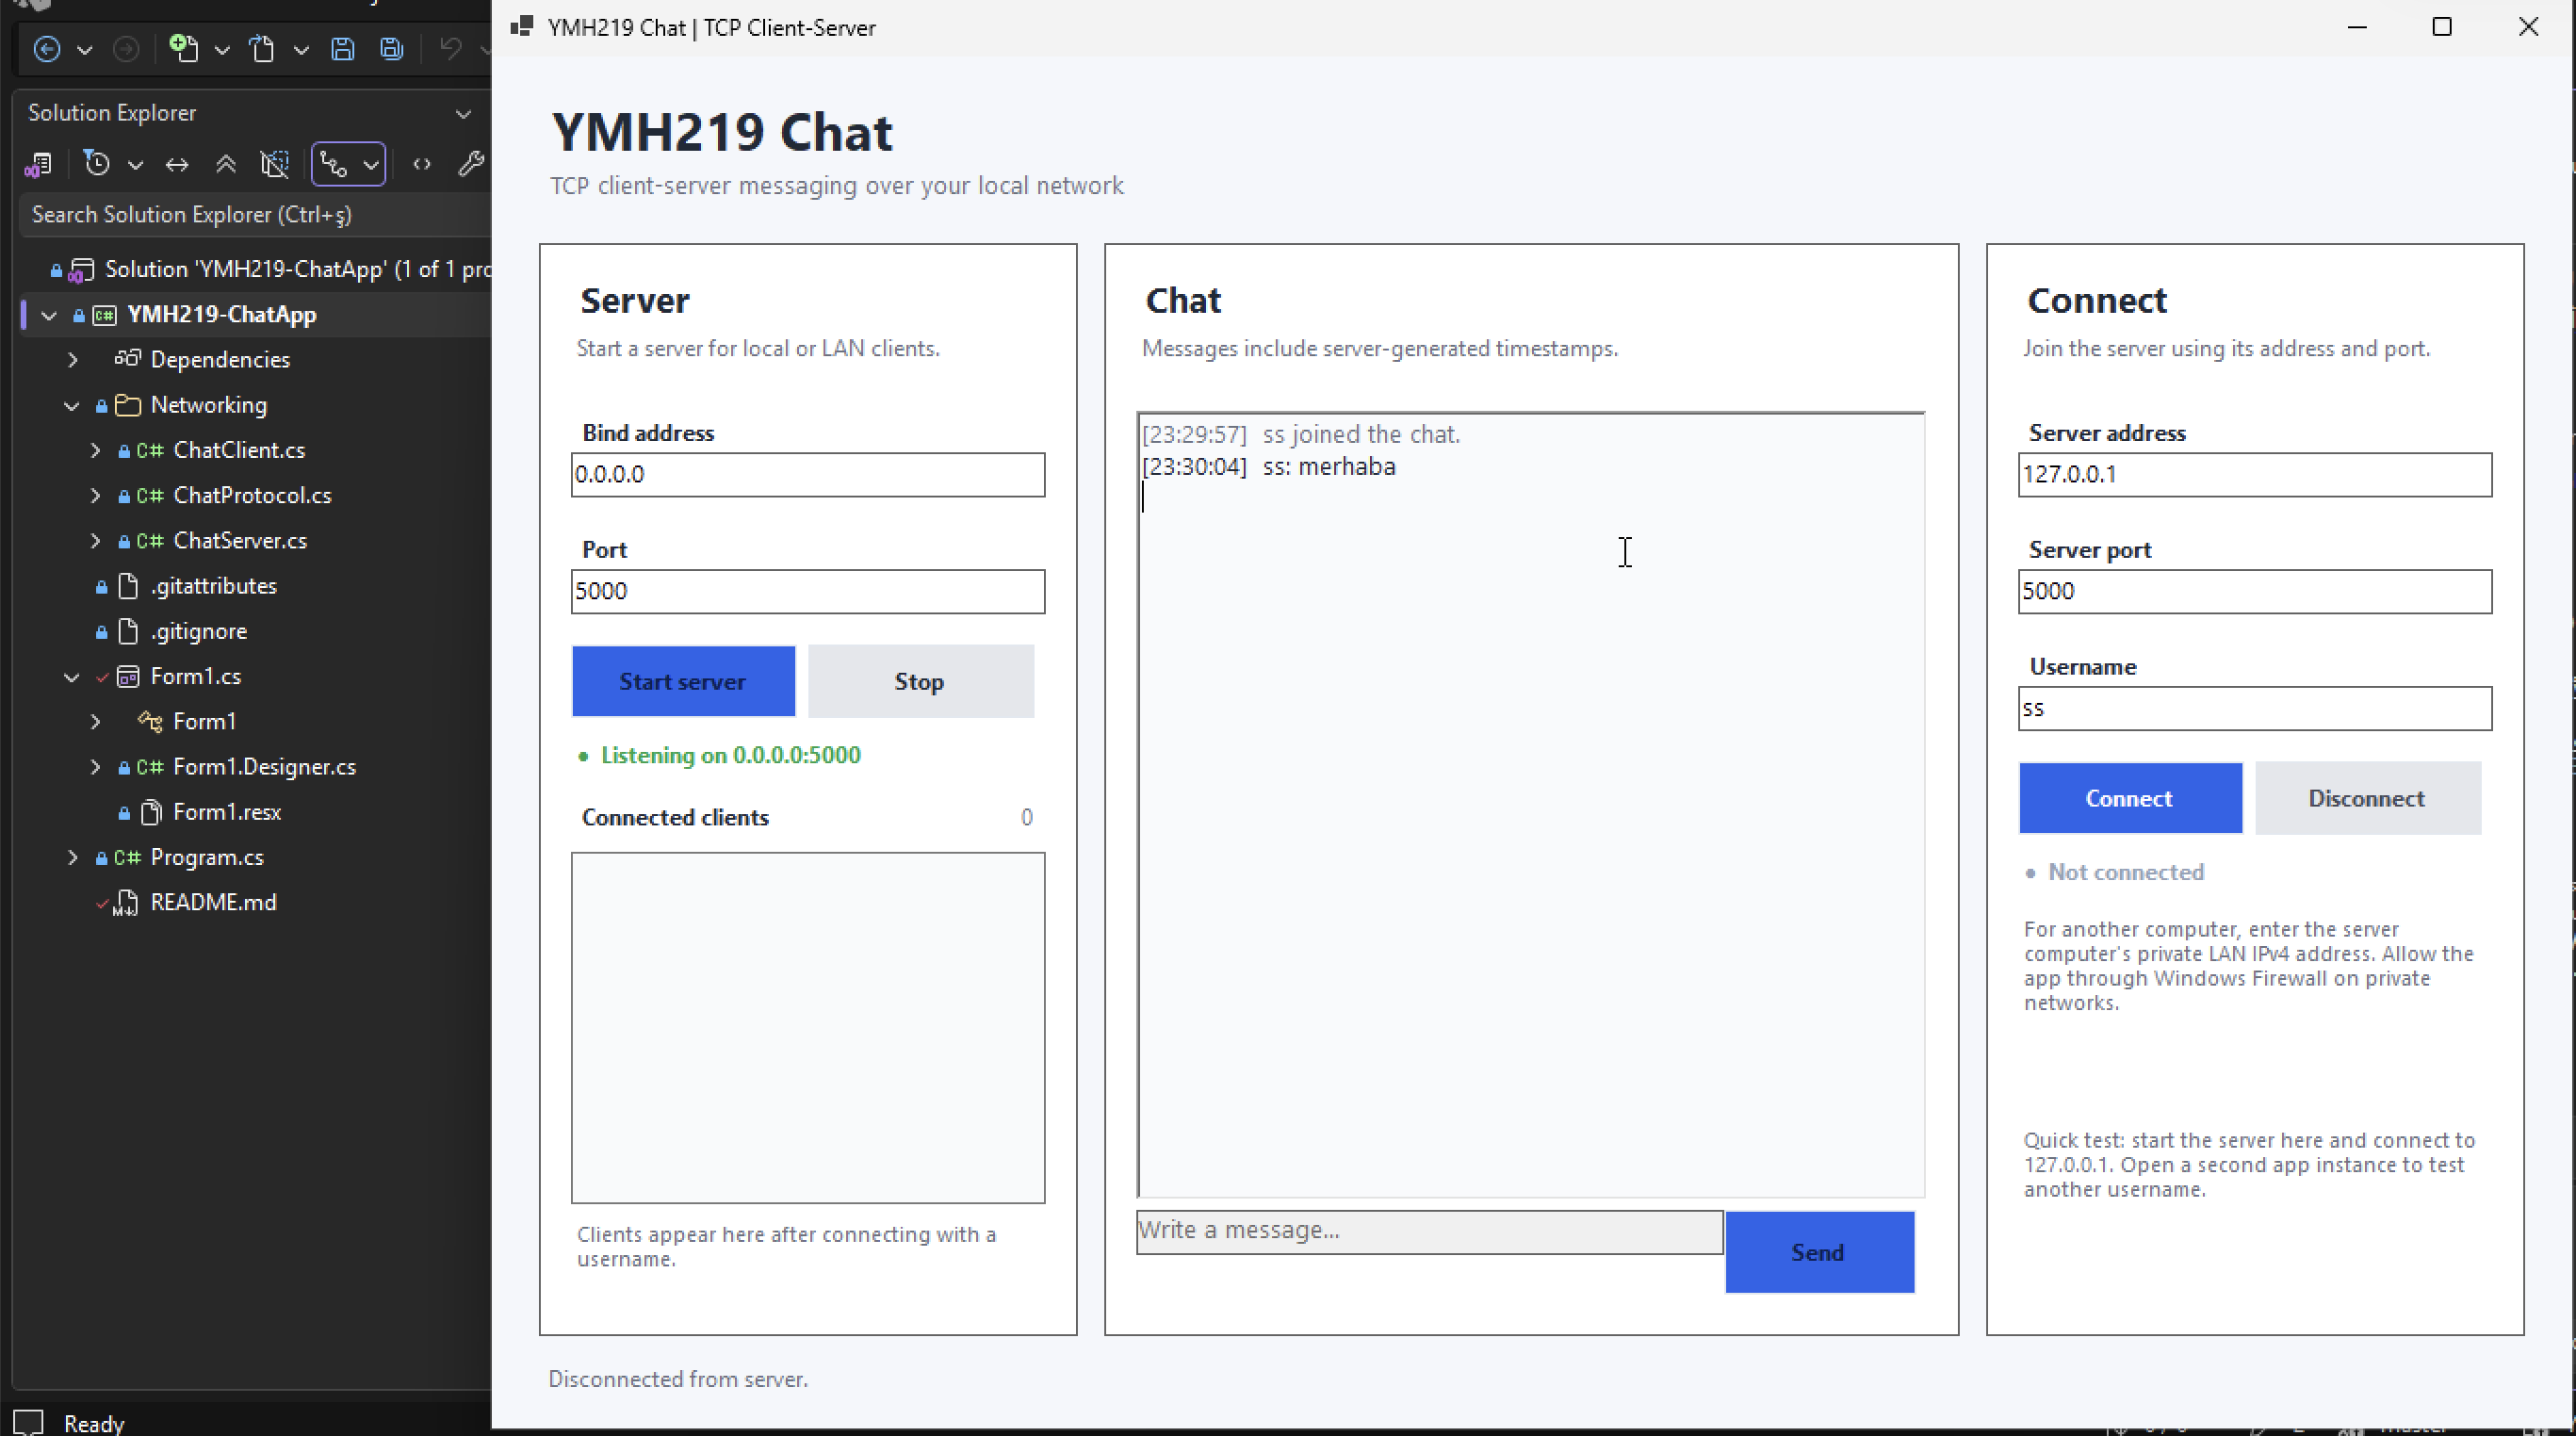 Solution Explorer
Search Solution Explorer (Ctrl+ş)
Solution 'YMH219-ChatApp' (1 of 1 pro
YMH219-ChatApp
Dependencies
Networking
C# ChatClient.cs
C# ChatProtocol.cs
C# ChatServer.cs
.gitattributes
.gitignore
Form1.cs
Form1
C# Form1.Designer.cs
Form1.resx
C# Program.cs
README.md
Ready
YMH219 Chat | TCP Client-Server
YMH219 Chat
TCP client-server messaging over your local network
Server
Start a server for local or LAN clients.
Bind address
0.0.0.0
Port
5000
Start server
Stop
• Listening on 0.0.0.0:5000
Connected clients 0
Clients appear here after connecting with a
username.
Chat
Messages include server-generated timestamps.
[23:29:57] ss joined the chat.
[23:30:04] ss: merhaba
Write a message...
Send
Connect
Join the server using its address and port.
Server address
127.0.0.1
Server port
5000
Username
ss
Connect
Disconnect
• Not connected
For another computer, enter the server
computer's private LAN IPv4 address. Allow the
app through Windows Firewall on private
networks.
Quick test: start the server here and connect to
127.0.0.1. Open a second app instance to test
another username.
Disconnected from server.